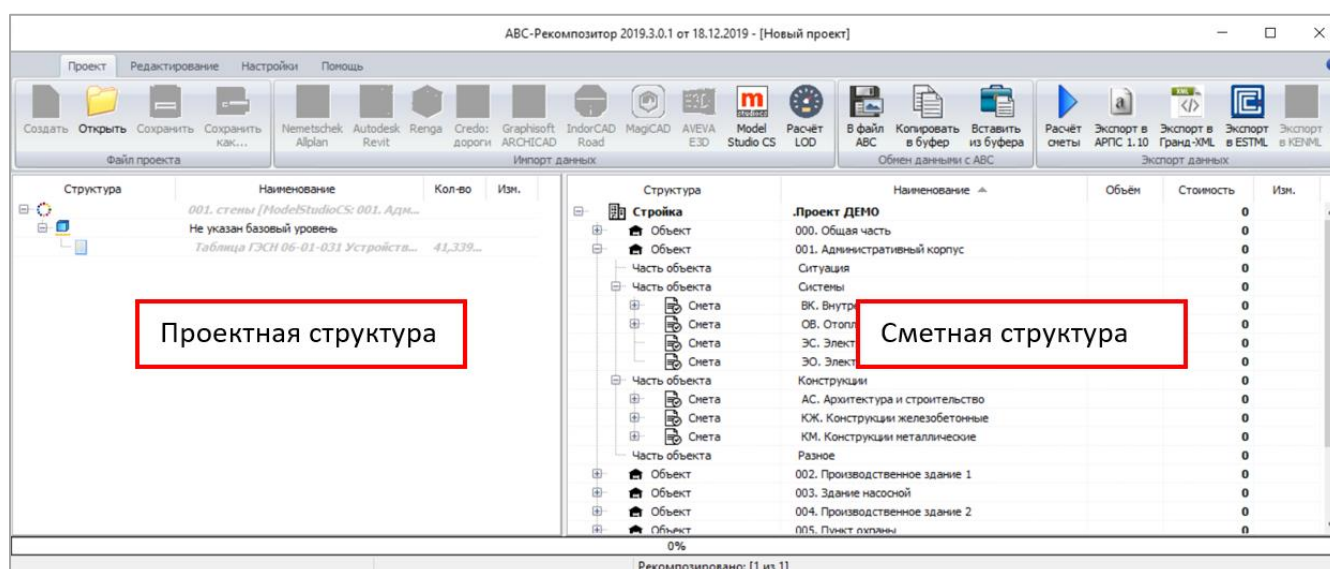 АВС-Рекомпозитор 2019.3.0.1 от 18.12.2019 - [Новый проект]
Проект Редактирование Настройки Помощь
Создать Открыть Сохранить Сохранить как... Nemetschek Allplan Autodesk Revit Renga Credo: дороги Graphisoft ARCHICAD IndorCAD Road MagiCAD AVEVA E3D Model Studio CS Расчёт LOD В файл АВС Копировать в буфер Вставить из буфера Расчёт сметы Экспорт в АРПС 1.10 Экспорт в Гранд-XML Экспорт в ESTML Экспорт в KENML
Файл проекта Импорт данных Обмен данными с АВС Экспорт данных
Структура Наименование Кол-во Изм. Структура Наименование Объём Стоимость Изм.
001. стены [ModelStudioCS: 001. Адм... Стройка .Проект ДЕМО 0
Не указан базовый уровень Объект 000. Общая часть 0
Таблица ГЭСН 06-01-031 Устройств... 41,339... Объект 001. Административный корпус 0
Часть объекта Ситуация 0
Часть объекта Системы 0
Смета ВК. 0
Смета ОВ. 0
Смета ЭС. 0
Смета ЭО. 0
Проектная структура Сметная структура
Часть объекта Конструкции 0
Смета АС. Архитектура и строительство 0
Смета КЖ. Конструкции железобетонные 0
Смета КМ. Конструкции металлические 0
Часть объекта Разное 0
Объект 002. Производственное здание 1 0
Объект 003. Здание насосной 0
Объект 004. Производственное здание 2 0
Объект 005. Пункт охраны 0
0%
Рекомпозировано: [1 из 1]